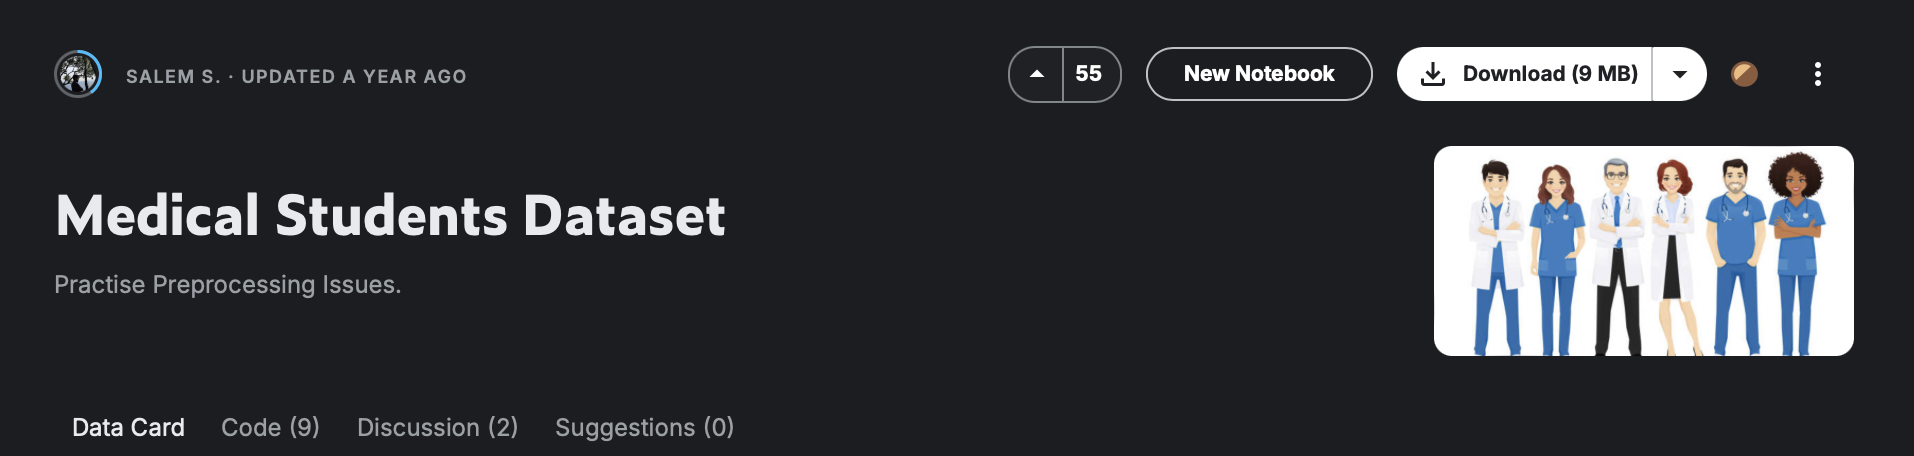 SALEM S. · UPDATED A YEAR AGO
55
New Notebook
Download (9 MB)
Medical Students Dataset
Practise Preprocessing Issues.
Data Card
Code (9)
Discussion (2)
Suggestions (0)